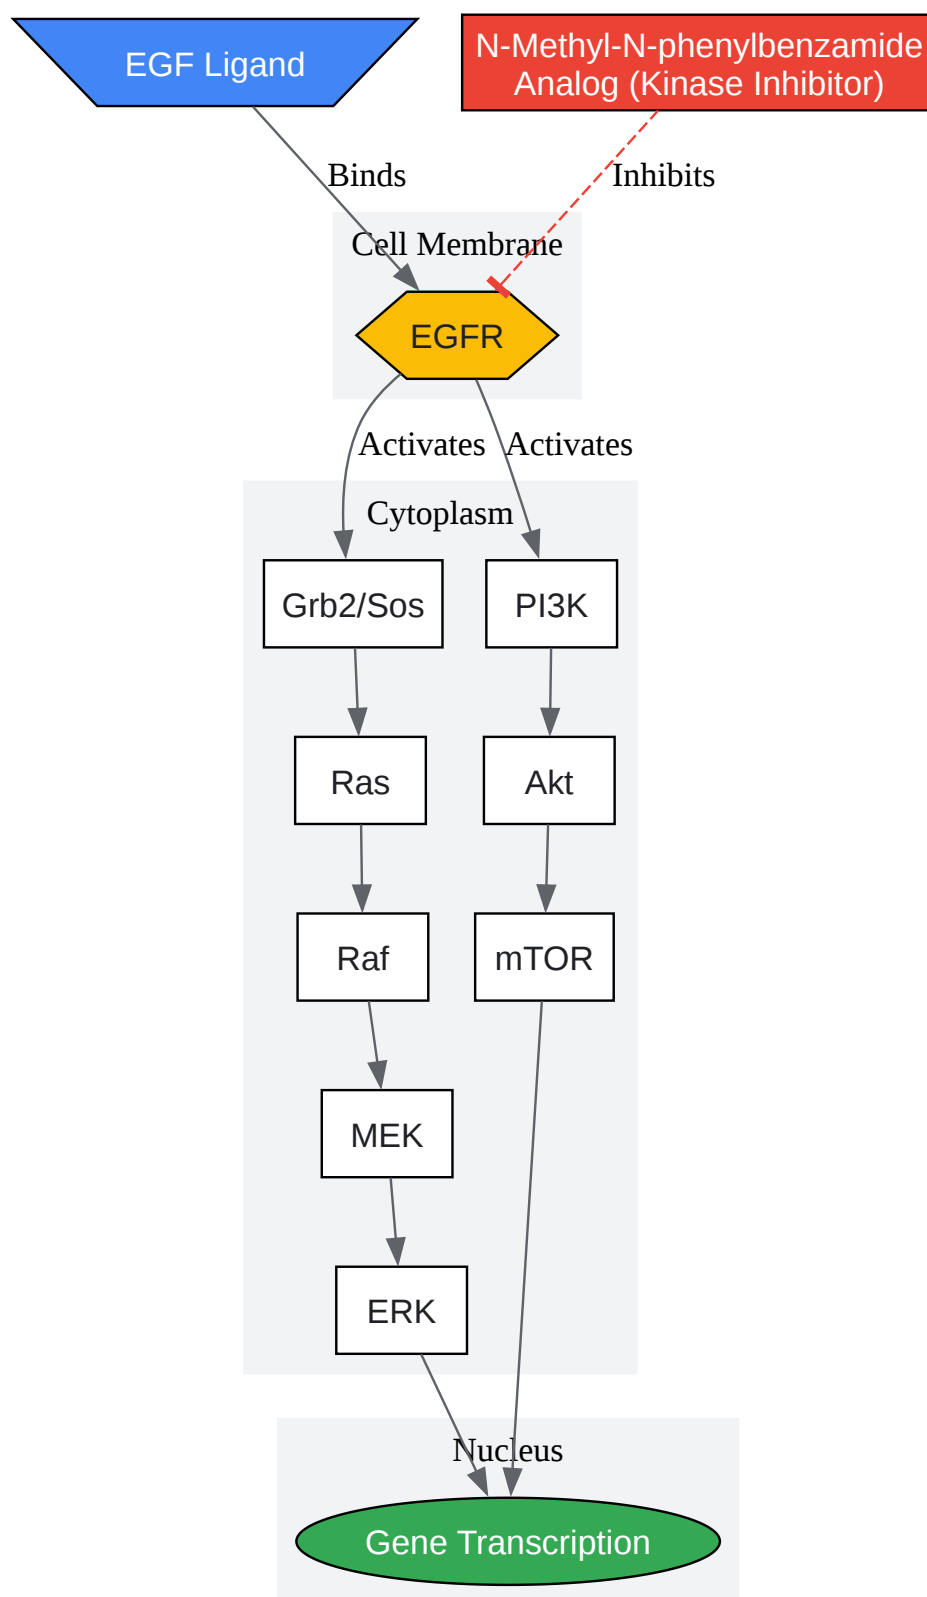 EGF Ligand
N-Methyl-N-phenylbenzamide
Analog (Kinase Inhibitor)
Binds
Inhibits
Cell Membrane
EGFR
Activates
Activates
Cytoplasm
Grb2/Sos
PI3K
Ras
Akt
Raf
mTOR
MEK
ERK
Nucleus
Gene Transcription